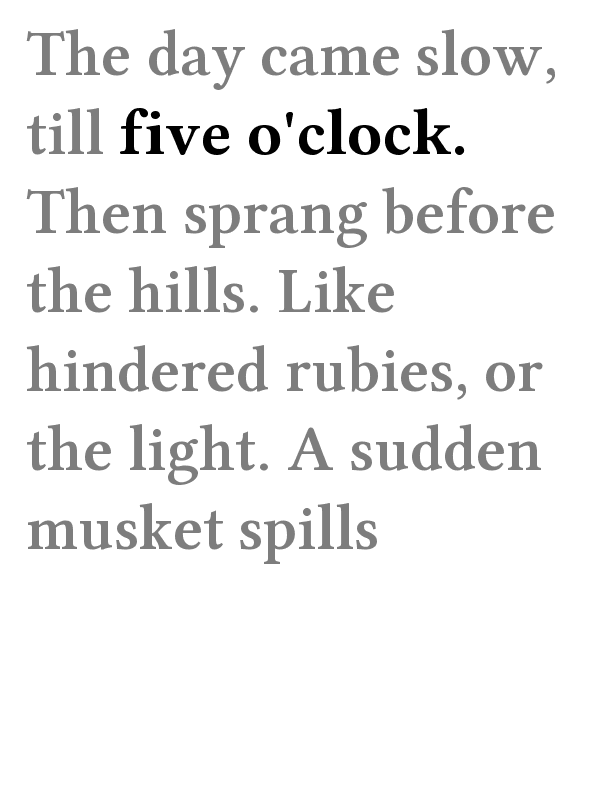 The day came slow,
till five o'clock.
Then sprang before
the hills. Like
hindered rubies, or
the light. A sudden
musket spills